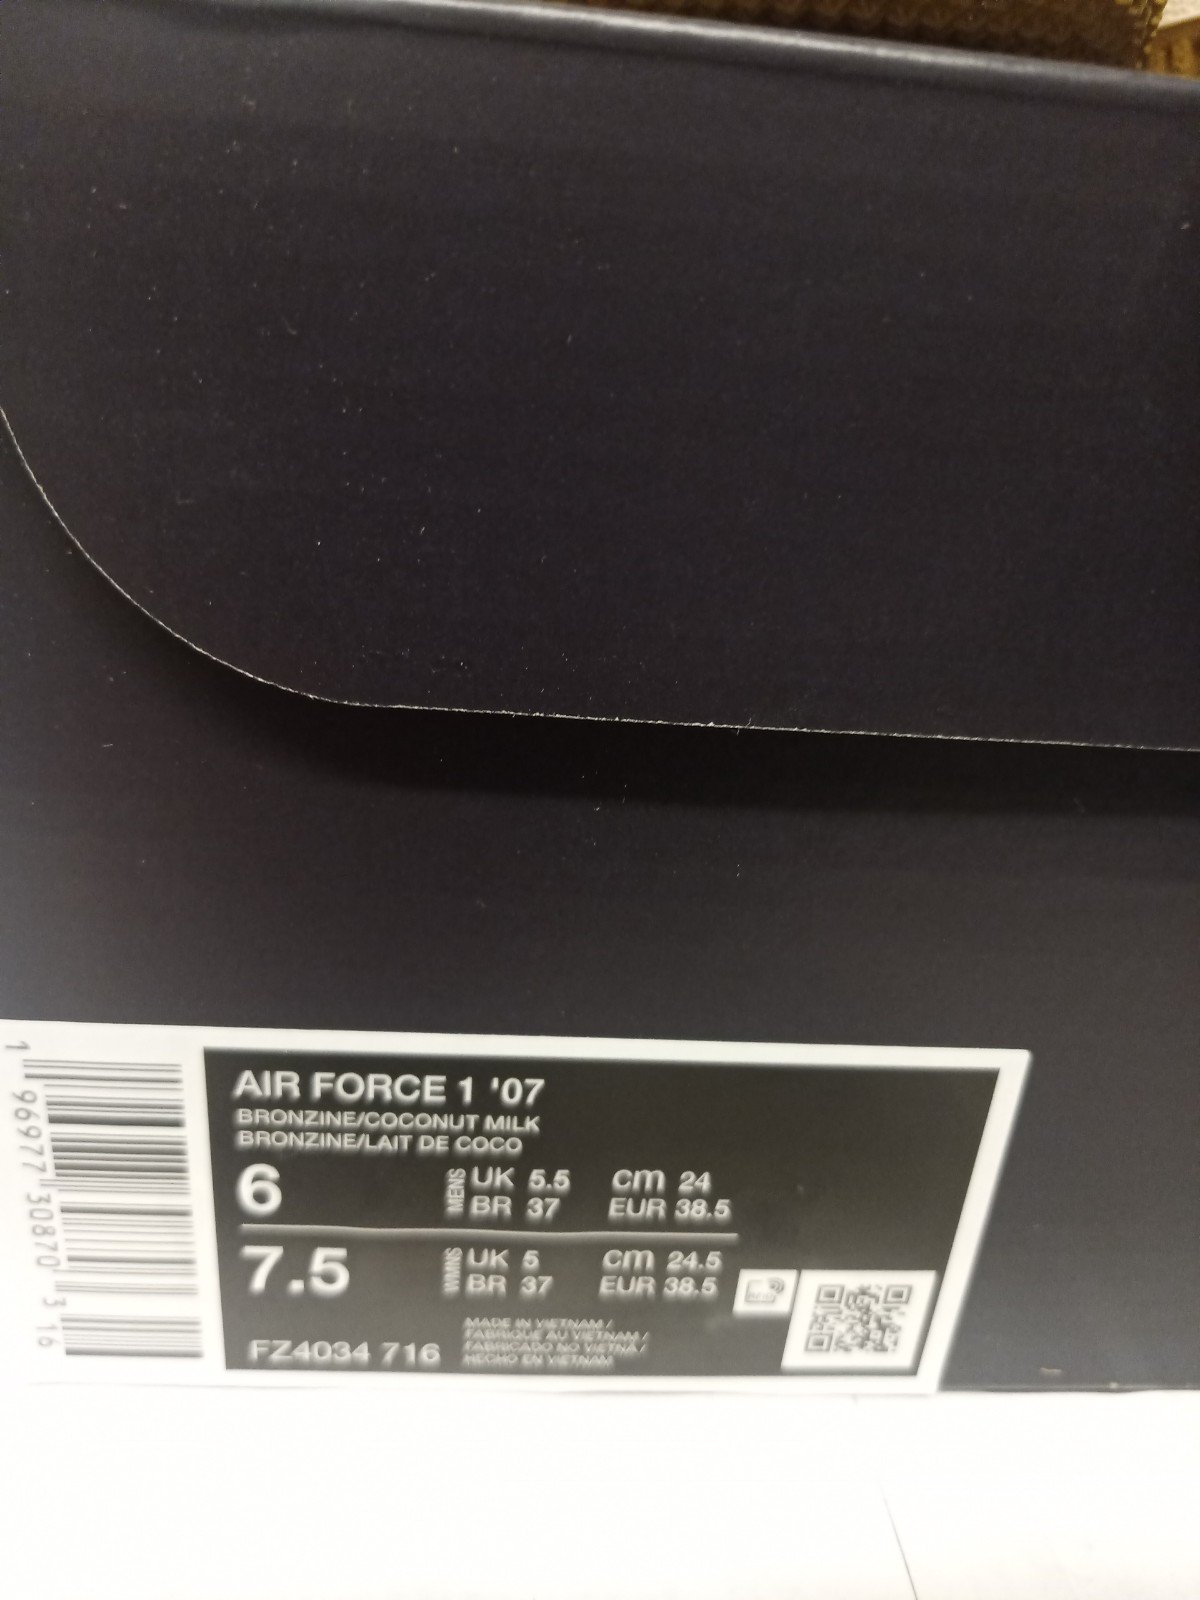 AIR FORCE 1 '07
BRONZINE/COCONUT MILK
BRONZINE/LAIT DE COCO
6 MENS UK 5.5 cm 24
BR 37 EUR 38.5
7.5 WMNS UK 5 cm 24.5
BR 37 EUR 38.5
FZ4034 716
MADE IN VIETNAM /
FABRIQUE AU VIETNAM /
FABRICADO NO VIETNA /
HECHO EN VIETNAM
1 96977 30870 3 16